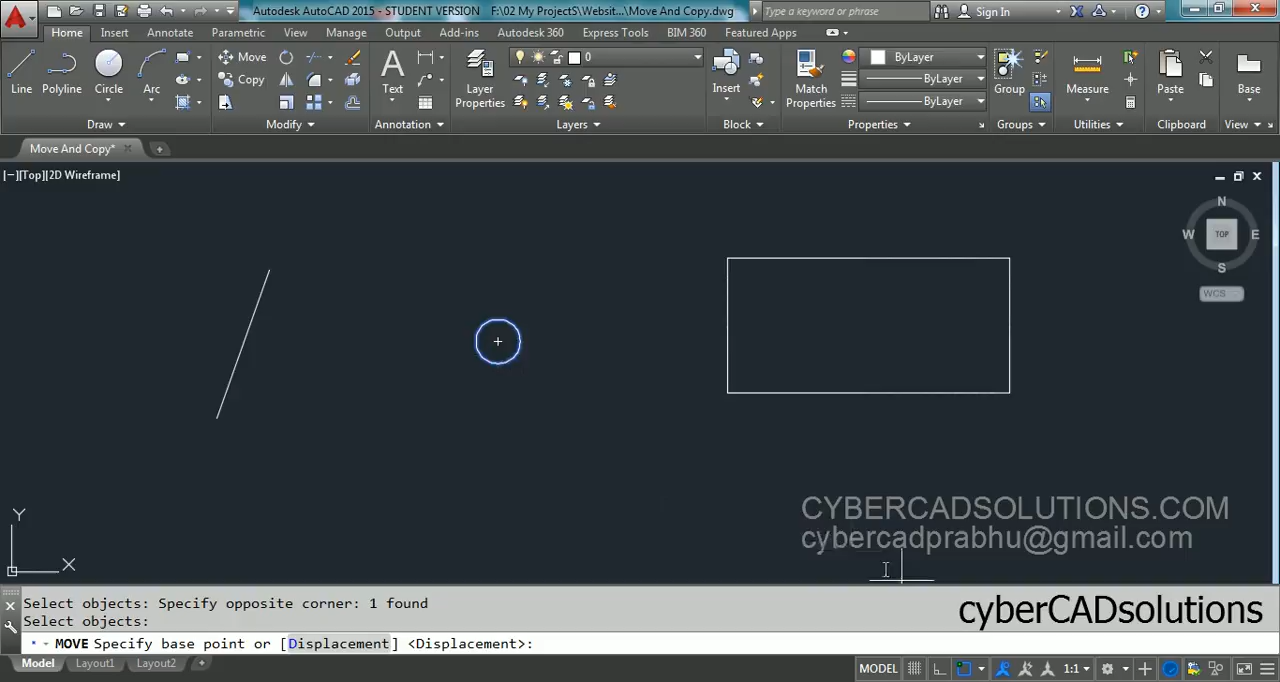 Autodesk AutoCAD 2015 - STUDENT VERSION F:\02 My ProjectS\Websit...\Move And Copy.dwg
Type a keyword or phrase
Sign In
Home Insert Annotate Parametric View Manage Output Add-ins Autodesk 360 Express Tools BIM 360 Featured Apps
Line Polyline Circle Arc
Move
Copy
Draw
Modify
Text
Annotation
Layer Properties
0
Layers
Insert
Block
Match Properties
ByLayer
ByLayer
ByLayer
Properties
Group
Groups
Measure
Utilities
Paste
Clipboard
Base
View
Move And Copy*
[−][Top][2D Wireframe]
N
W TOP E
S
WCS
Y
X
CYBERCADSOLUTIONS.COM
cybercadprabhu@gmail.com
Select objects: Specify opposite corner: 1 found
Select objects:
MOVE Specify base point or [Displacement] <Displacement>:
cyberCADsolutions
Model Layout1 Layout2 +
MODEL 1:1